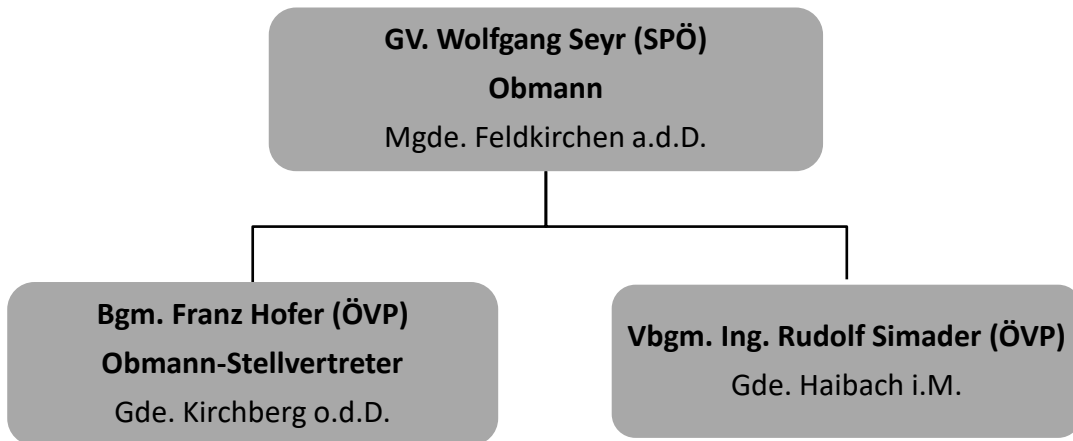 GV. Wolfgang Seyr (SPÖ)
Obmann
Mgde. Feldkirchen a.d.D.
Bgm. Franz Hofer (ÖVP)
Obmann-Stellvertreter
Gde. Kirchberg o.d.D.
Vbgm. Ing. Rudolf Simader (ÖVP)
Gde. Haibach i.M.